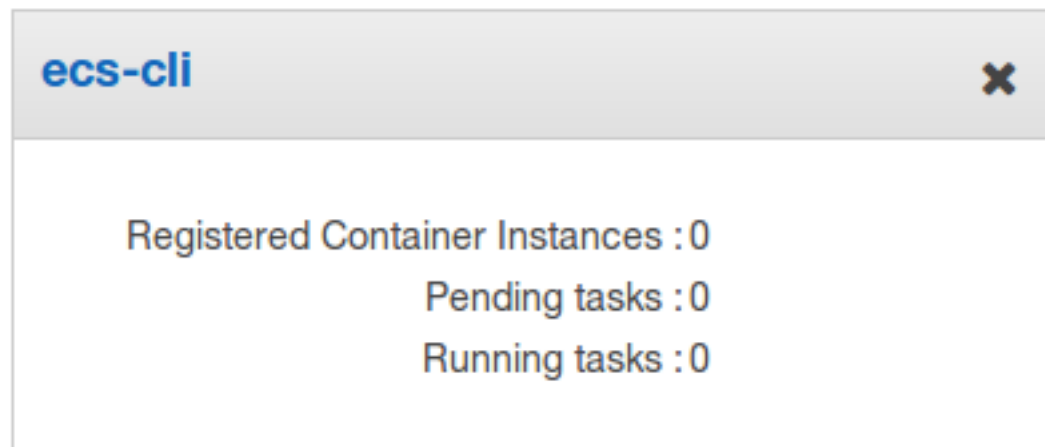 ecs-cli
Registered Container Instances : 0
Pending tasks : 0
Running tasks : 0